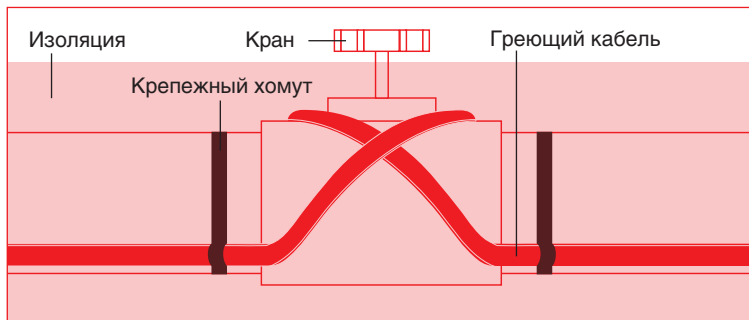 Изоляция
Кран
Греющий кабель
Крепежный хомут